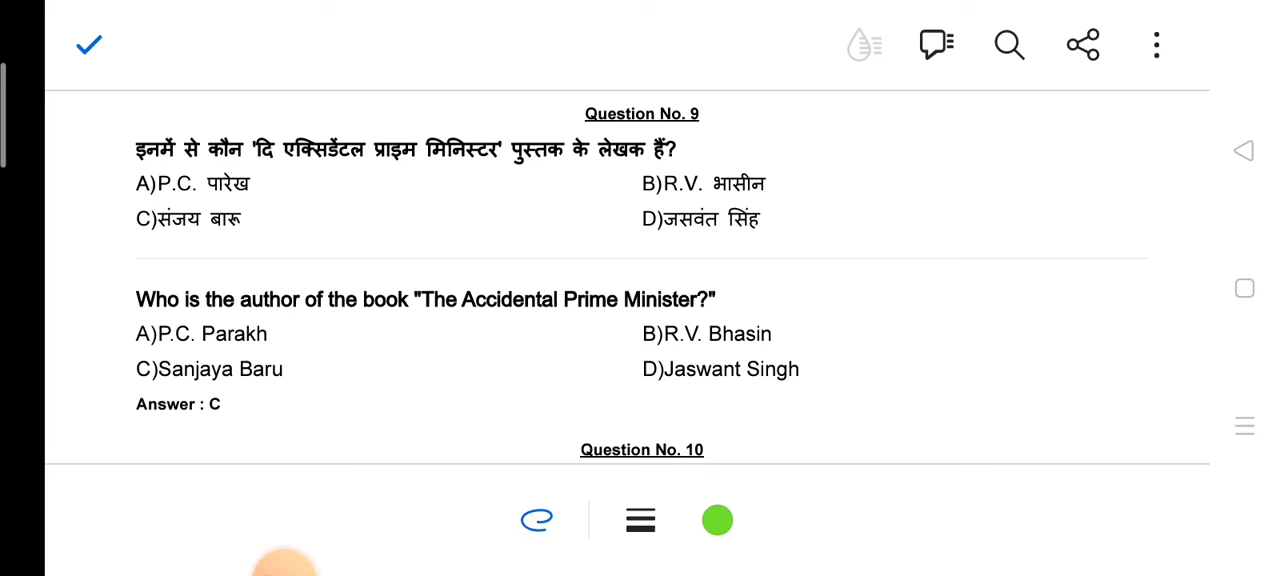 Question No. 9
इनमें से कौन 'दि एक्सिडेंटल प्राइम मिनिस्टर' पुस्तक के लेखक हैं?
A)P.C. पारेख B)R.V. भासीन
C)संजय बारू D)जसवंत सिंह
Who is the author of the book "The Accidental Prime Minister?"
A)P.C. Parakh B)R.V. Bhasin
C)Sanjaya Baru D)Jaswant Singh
Answer : C
Question No. 10